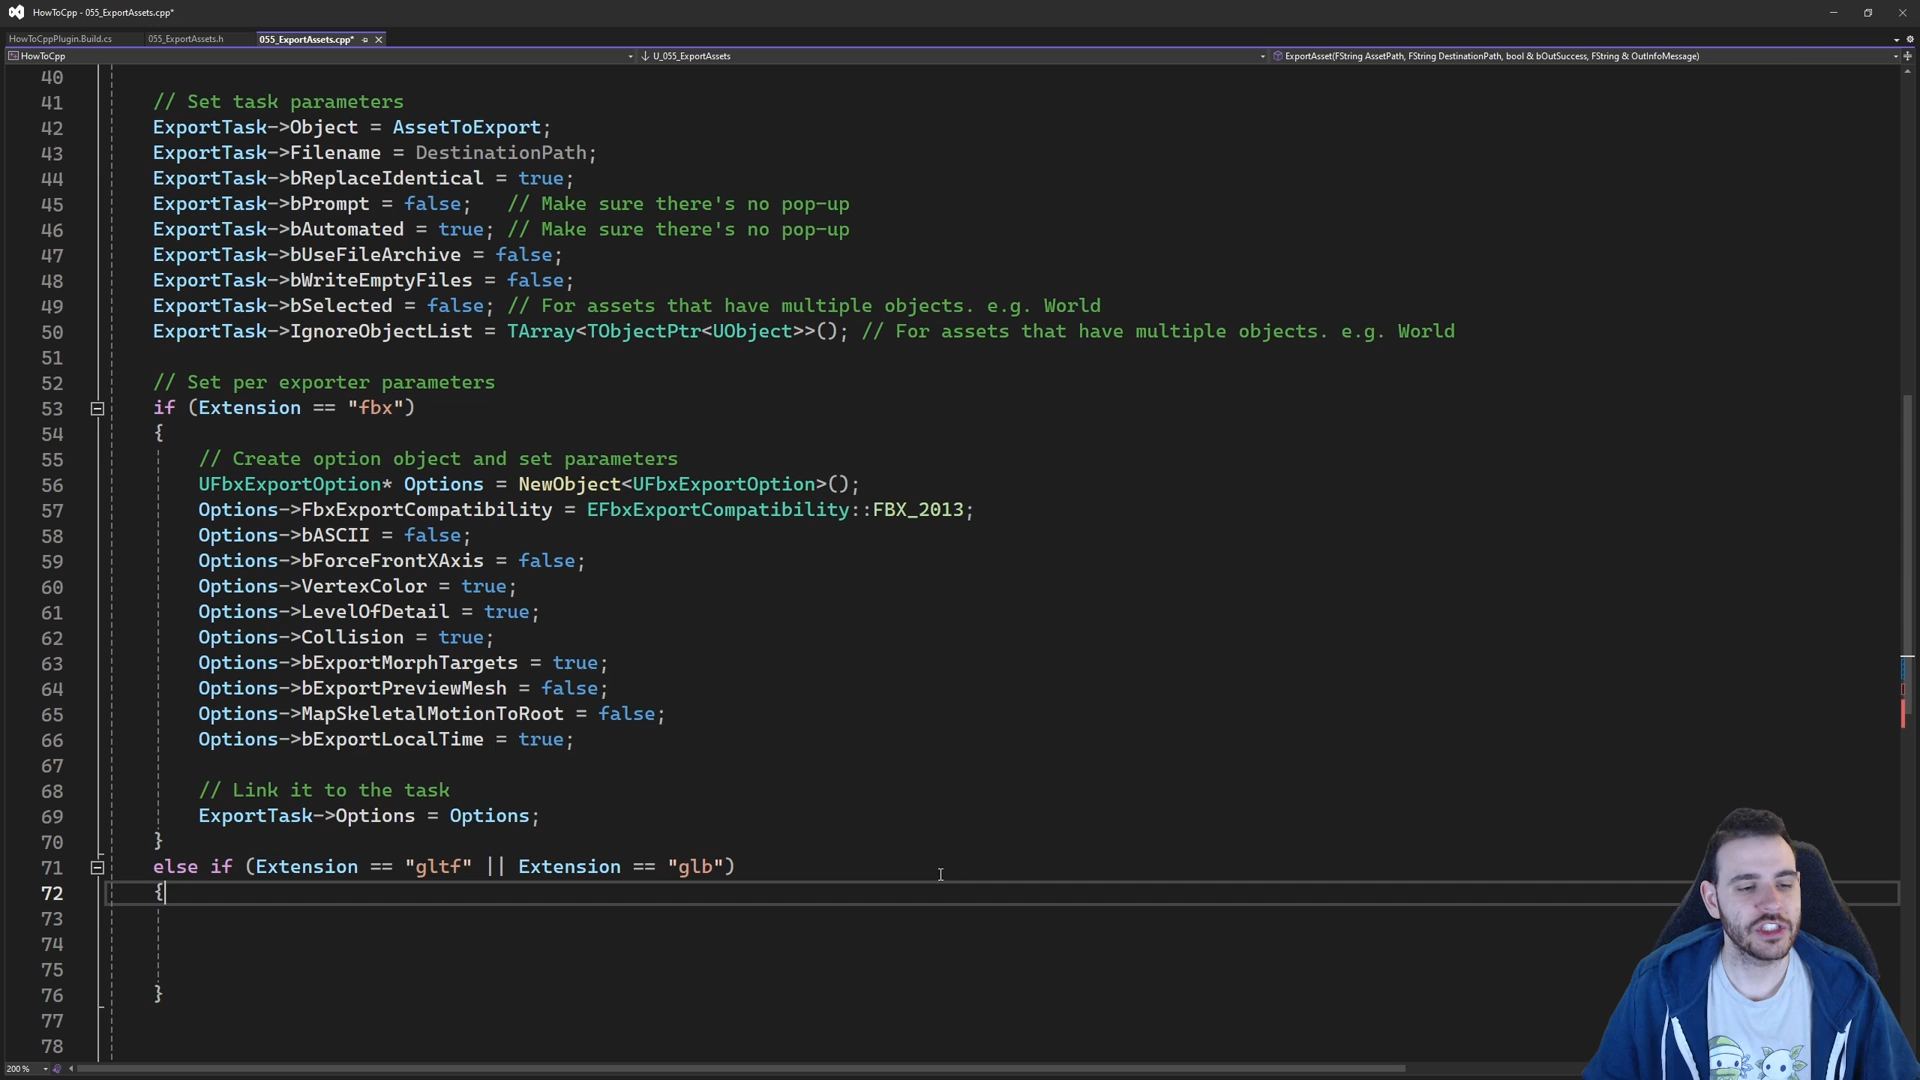 HowToCpp - 055_ExportAssets.cpp*
HowToCppPlugin.Build.cs
055_ExportAssets.h
055_ExportAssets.cpp*
HowToCpp
U_055_ExportAssets
ExportAsset(FString AssetPath, FString DestinationPath, bool & bOutSuccess, FString & OutInfoMessage)
40
41 // Set task parameters
42 ExportTask->Object = AssetToExport;
43 ExportTask->Filename = DestinationPath;
44 ExportTask->bReplaceIdentical = true;
45 ExportTask->bPrompt = false; // Make sure there's no pop-up
46 ExportTask->bAutomated = true; // Make sure there's no pop-up
47 ExportTask->bUseFileArchive = false;
48 ExportTask->bWriteEmptyFiles = false;
49 ExportTask->bSelected = false; // For assets that have multiple objects. e.g. World
50 ExportTask->IgnoreObjectList = TArray<TObjectPtr<UObject>>(); // For assets that have multiple objects. e.g. World
51
52 // Set per exporter parameters
53 if (Extension == "fbx")
54 {
55 // Create option object and set parameters
56 UFbxExportOption* Options = NewObject<UFbxExportOption>();
57 Options->FbxExportCompatibility = EFbxExportCompatibility::FBX_2013;
58 Options->bASCII = false;
59 Options->bForceFrontXAxis = false;
60 Options->VertexColor = true;
61 Options->LevelOfDetail = true;
62 Options->Collision = true;
63 Options->bExportMorphTargets = true;
64 Options->bExportPreviewMesh = false;
65 Options->MapSkeletalMotionToRoot = false;
66 Options->bExportLocalTime = true;
67
68 // Link it to the task
69 ExportTask->Options = Options;
70 }
71 else if (Extension == "gltf" || Extension == "glb")
72 {
73
74
75
76 }
77
78
200 %